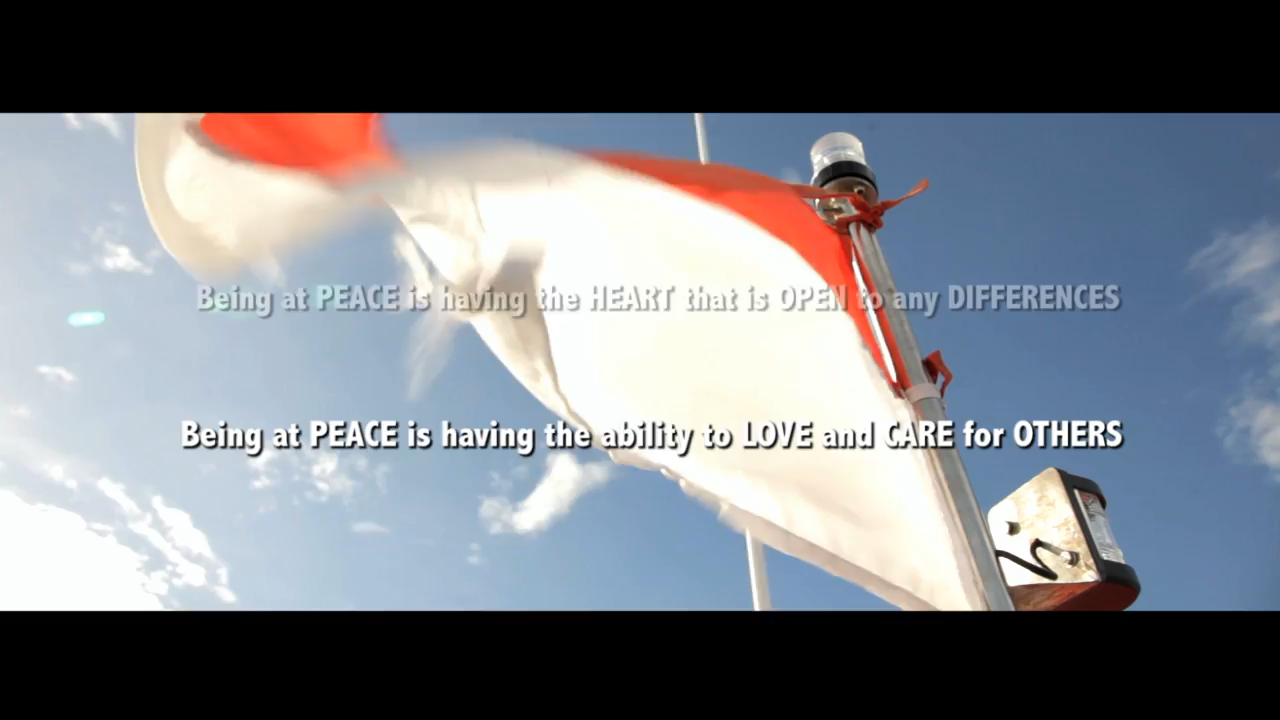 Being at PEACE is having the HEART that is OPEN to any DIFFERENCES
Being at PEACE is having the ability to LOVE and CARE for OTHERS